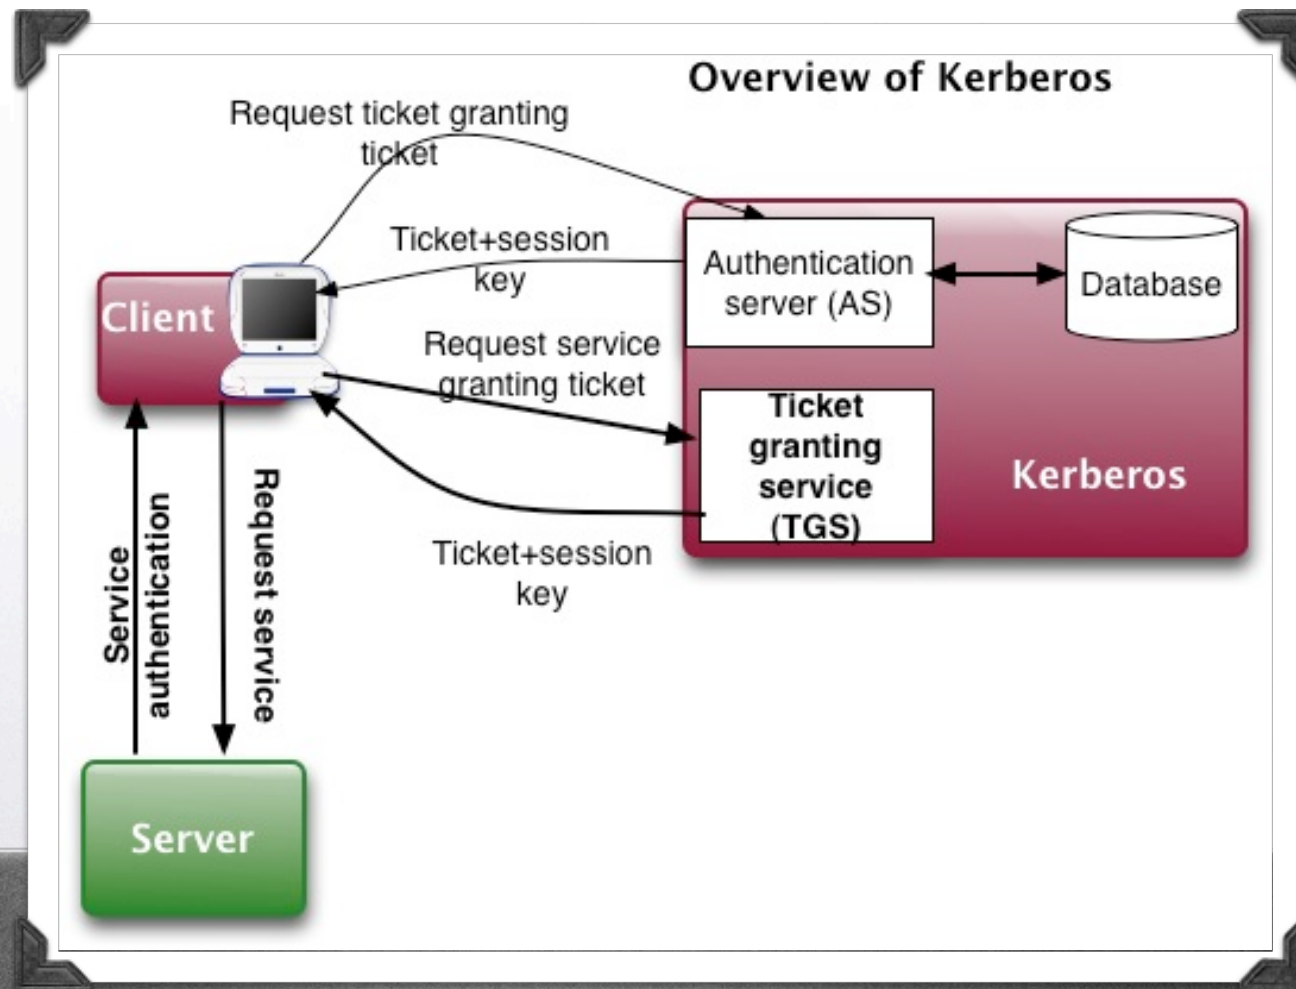 Overview of Kerberos
Request ticket granting
ticket
Ticket+session
key
Authentication
server (AS)
Database
Client
Request service
granting ticket
Ticket
granting
service
(TGS)
Kerberos
Ticket+session
key
Service
authentication
Request service
Server